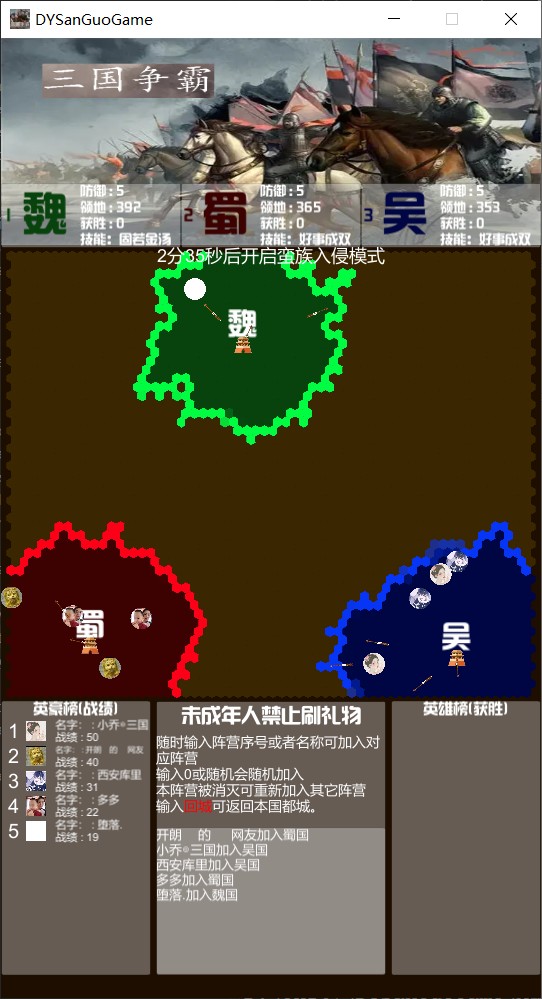 DYSanGuoGame
三国争霸
1 魏
防御：5
领地：392
获胜：0
技能：固若金汤
2 蜀
防御：5
领地：365
获胜：0
技能：好事成双
3 吴
防御：5
领地：353
获胜：0
技能：好事成双
2分35秒后开启蛮族入侵模式
魏
蜀
吴
英豪榜(战绩)
1 名字：:小乔⊙三国
战绩：50
2 名字：:开朗 的 网友
战绩：40
3 名字：:西安库里
战绩：31
4 名字：:多多
战绩：22
5 名字：:堕落.
战绩：19
未成年人禁止刷礼物
随时输入阵营序号或者名称可加入对
应阵营
输入0或随机会随机加入
本阵营被消灭可重新加入其它阵营
输入回城可返回本国都城。
开朗 的 网友加入蜀国
小乔⊙三国加入吴国
西安库里加入吴国
多多加入蜀国
堕落.加入魏国
英雄榜(获胜)